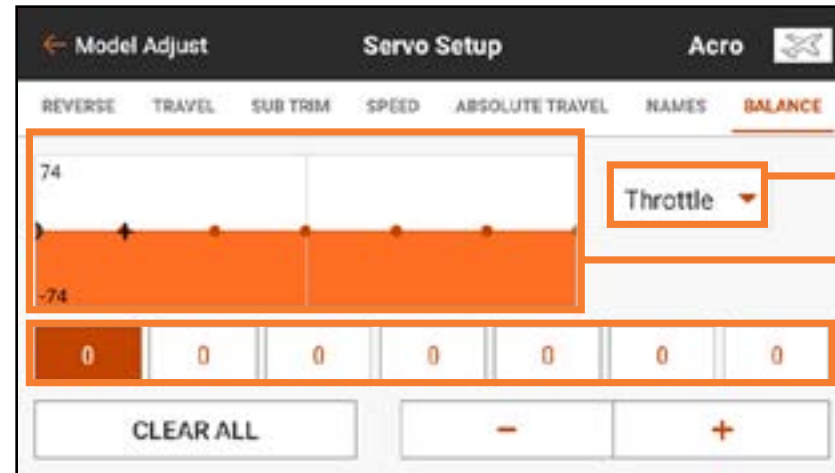 ← Model Adjust Servo Setup Acro
REVERSE TRAVEL SUB TRIM SPEED ABSOLUTE TRAVEL NAMES BALANCE
74
Throttle
-74
0 0 0 0 0 0 0
CLEAR ALL − +